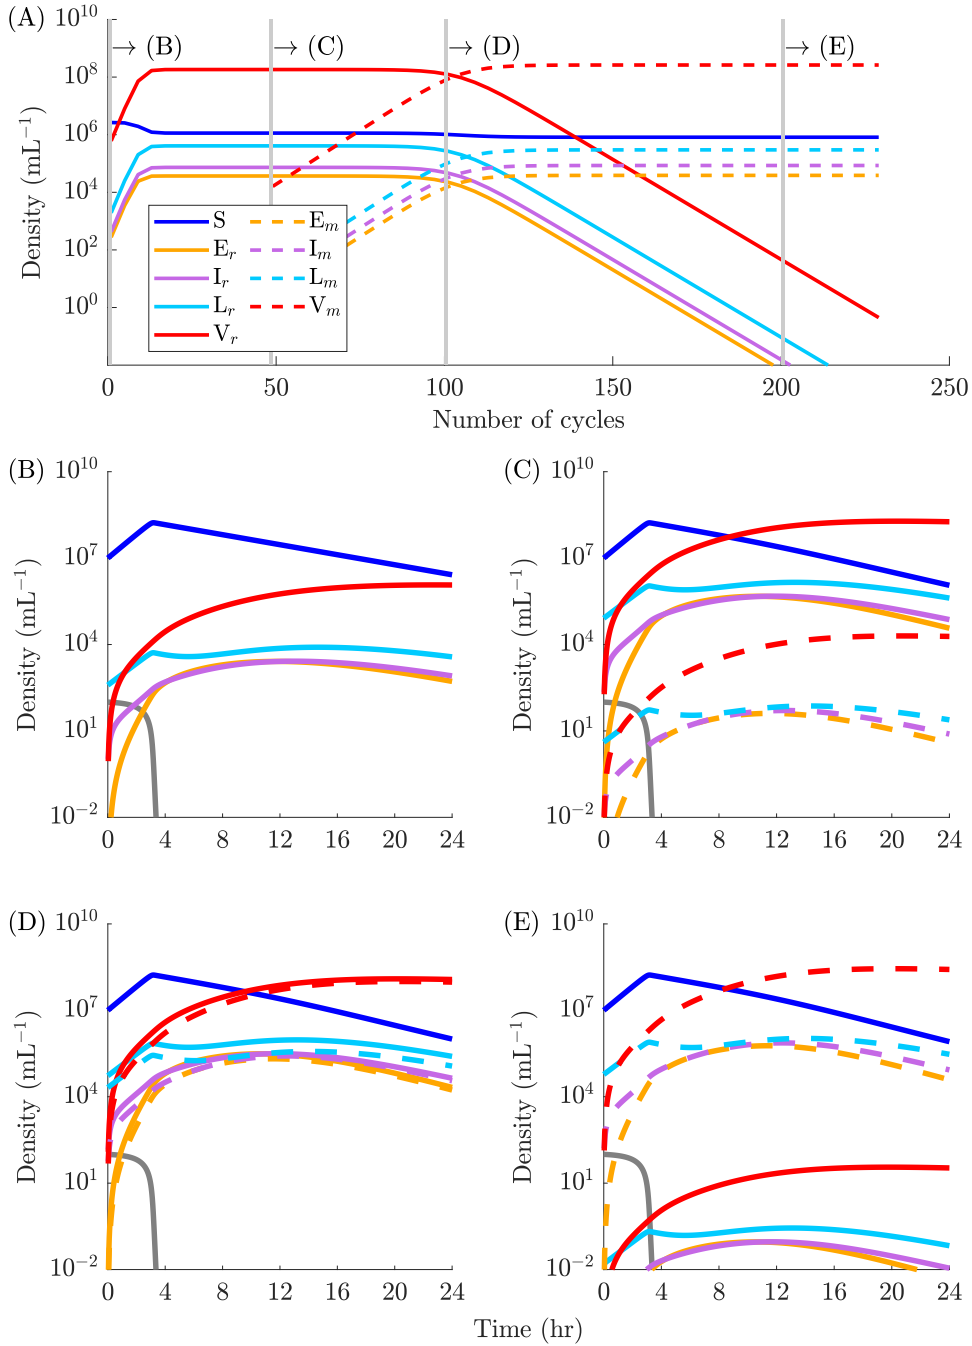 (A)
10^10
10^8
10^6
10^4
10^2
10^0
Density (mL^−1)
→ (B)
→ (C)
→ (D)
→ (E)
S
E_r
I_r
L_r
V_r
E_m
I_m
L_m
V_m
0 50 100 150 200 250
Number of cycles
(B)
10^10
10^7
10^4
10^1
10^−2
Density (mL^−1)
0 4 8 12 16 20 24
(C)
10^10
10^7
10^4
10^1
10^−2
Density (mL^−1)
0 4 8 12 16 20 24
(D)
10^10
10^7
10^4
10^1
10^−2
Density (mL^−1)
0 4 8 12 16 20 24
(E)
10^10
10^7
10^4
10^1
10^−2
Density (mL^−1)
0 4 8 12 16 20 24
Time (hr)